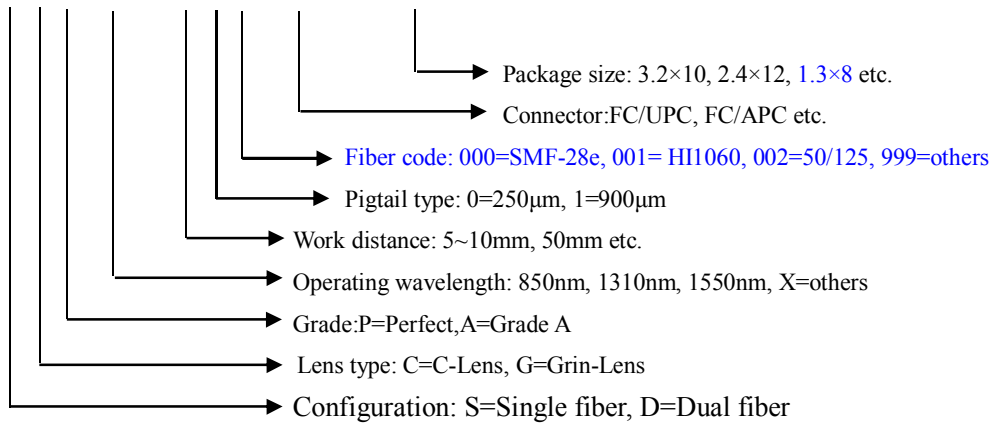 Package size: 3.2×10, 2.4×12, 1.3×8 etc.
Connector:FC/UPC, FC/APC etc.
Fiber code: 000=SMF-28e, 001= HI1060, 002=50/125, 999=others
Pigtail type: 0=250μm, 1=900μm
Work distance: 5~10mm, 50mm etc.
Operating wavelength: 850nm, 1310nm, 1550nm, X=others
Grade:P=Perfect,A=Grade A
Lens type: C=C-Lens, G=Grin-Lens
Configuration: S=Single fiber, D=Dual fiber